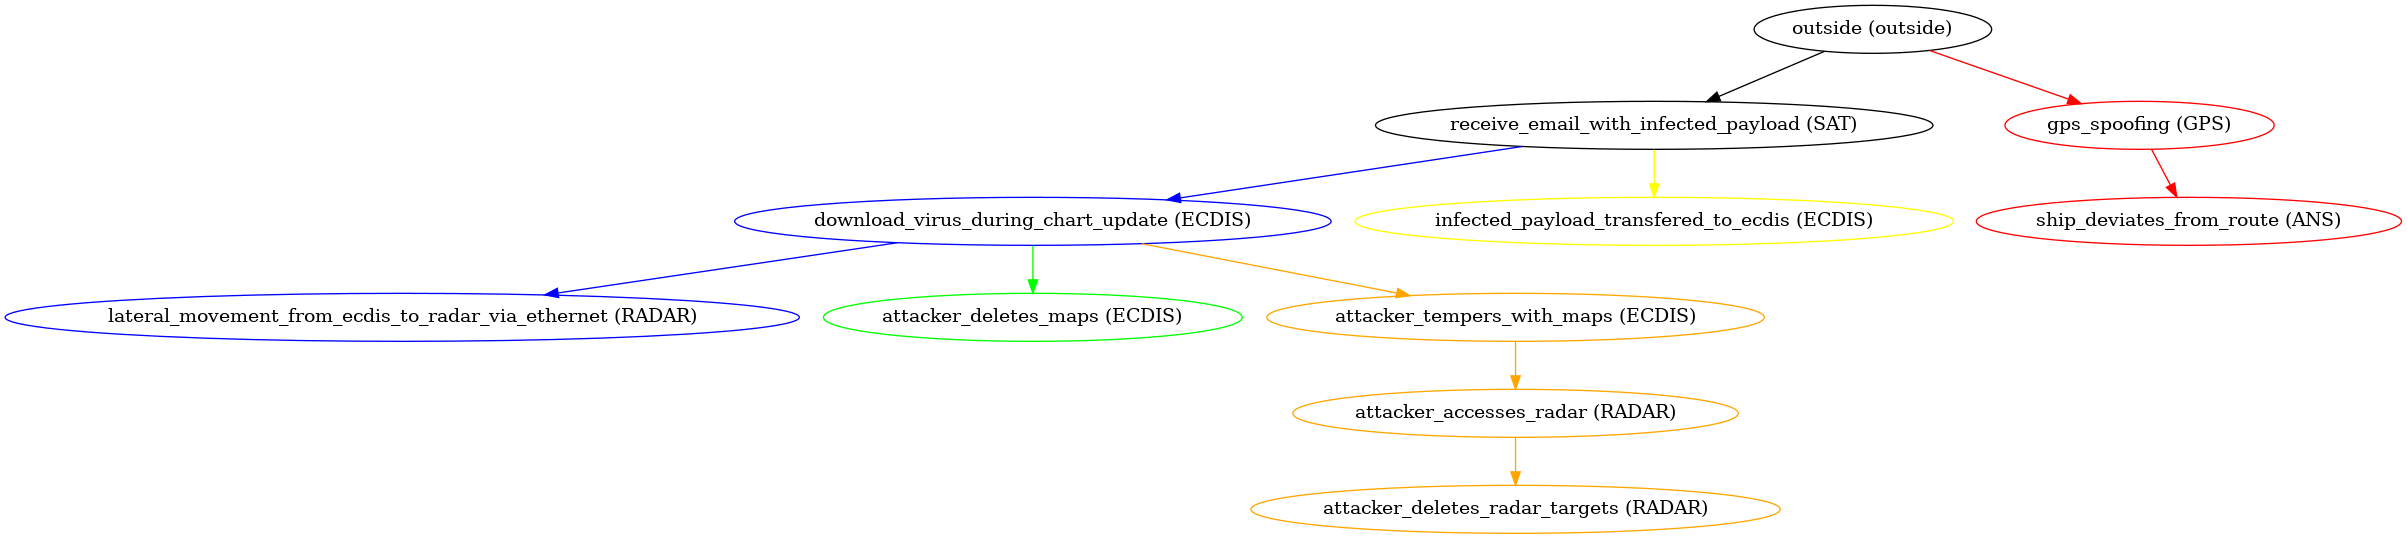 outside (outside)
receive_email_with_infected_payload (SAT)
gps_spoofing (GPS)
download_virus_during_chart_update (ECDIS)
infected_payload_transfered_to_ecdis (ECDIS)
ship_deviates_from_route (ANS)
lateral_movement_from_ecdis_to_radar_via_ethernet (RADAR)
attacker_deletes_maps (ECDIS)
attacker_tempers_with_maps (ECDIS)
attacker_accesses_radar (RADAR)
attacker_deletes_radar_targets (RADAR)